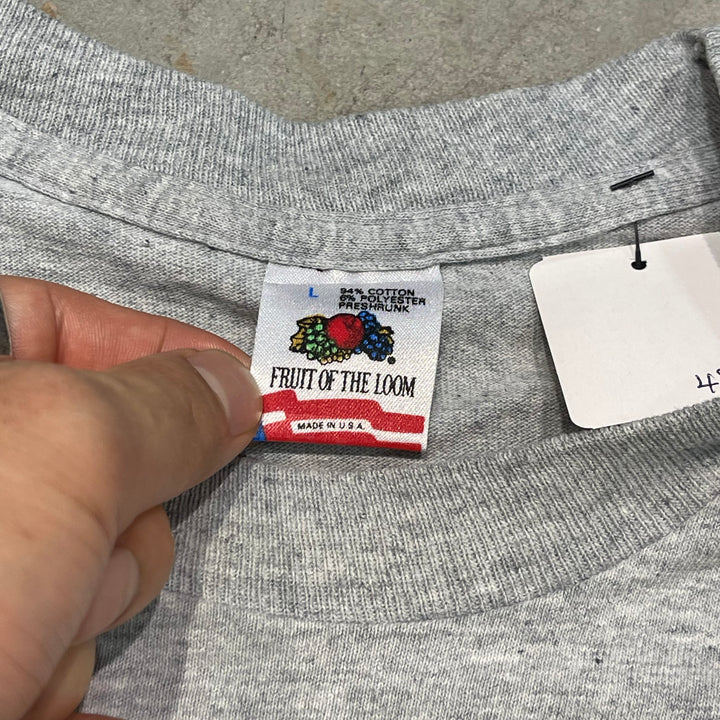 L
94% COTTON
6% POLYESTER
PRESHRUNK
FRUIT OF THE LOOM
®
MADE IN U.S.A.